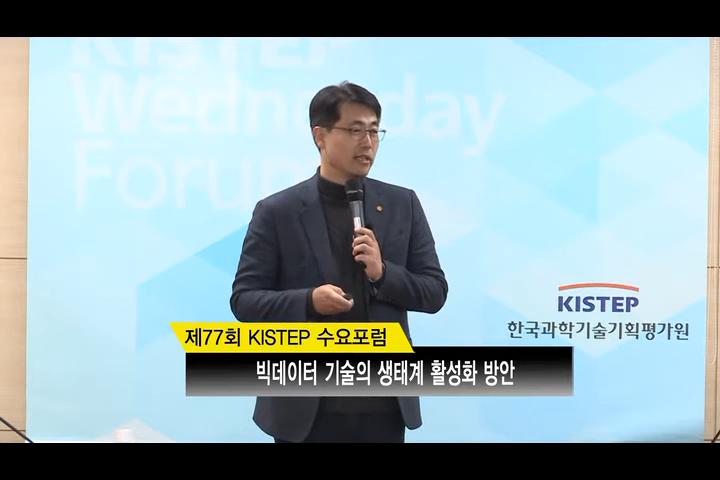 KISTEP
Wednesday
Forum
KISTEP
한국과학기술기획평가원
제77회 KISTEP 수요포럼
빅데이터 기술의 생태계 활성화 방안